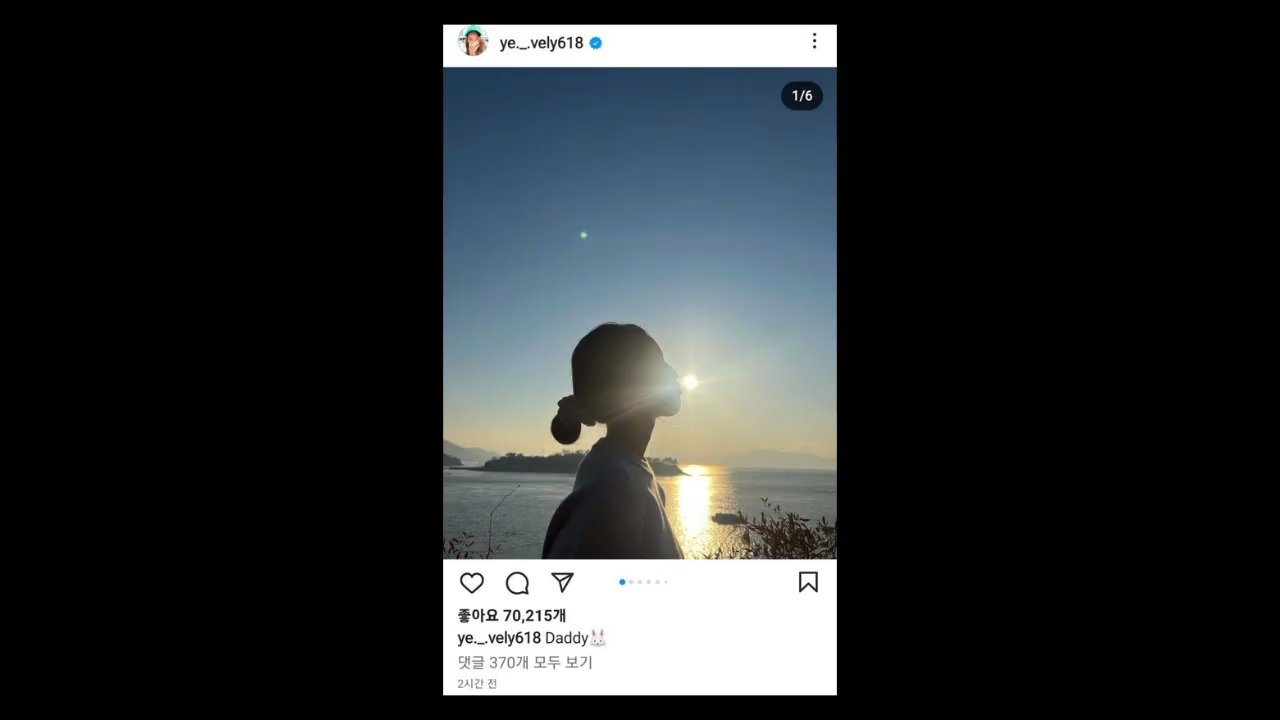 ye._.vely618
1/6
좋아요 70,215개
ye._.vely618 Daddy🐰
댓글 370개 모두 보기
2시간 전